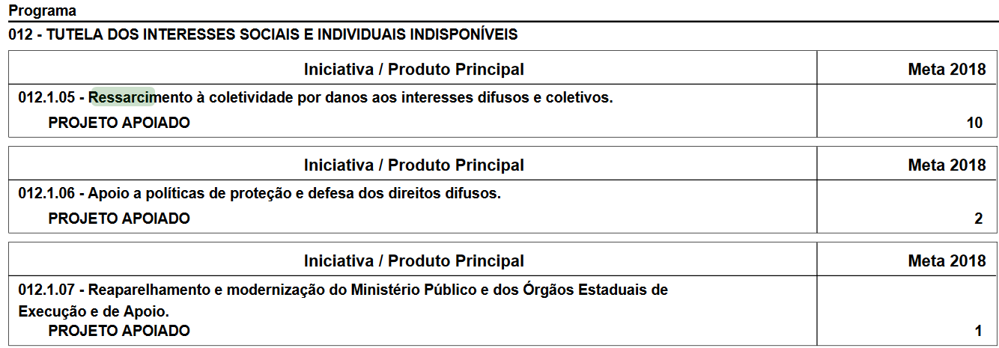 Programa
012 - TUTELA DOS INTERESSES SOCIAIS E INDIVIDUAIS INDISPONÍVEIS
Iniciativa / Produto Principal Meta 2018
012.1.05 - Ressarcimento à coletividade por danos aos interesses difusos e coletivos.
PROJETO APOIADO 10
Iniciativa / Produto Principal Meta 2018
012.1.06 - Apoio a políticas de proteção e defesa dos direitos difusos.
PROJETO APOIADO 2
Iniciativa / Produto Principal Meta 2018
012.1.07 - Reaparelhamento e modernização do Ministério Público e dos Órgãos Estaduais de
Execução e de Apoio.
PROJETO APOIADO 1